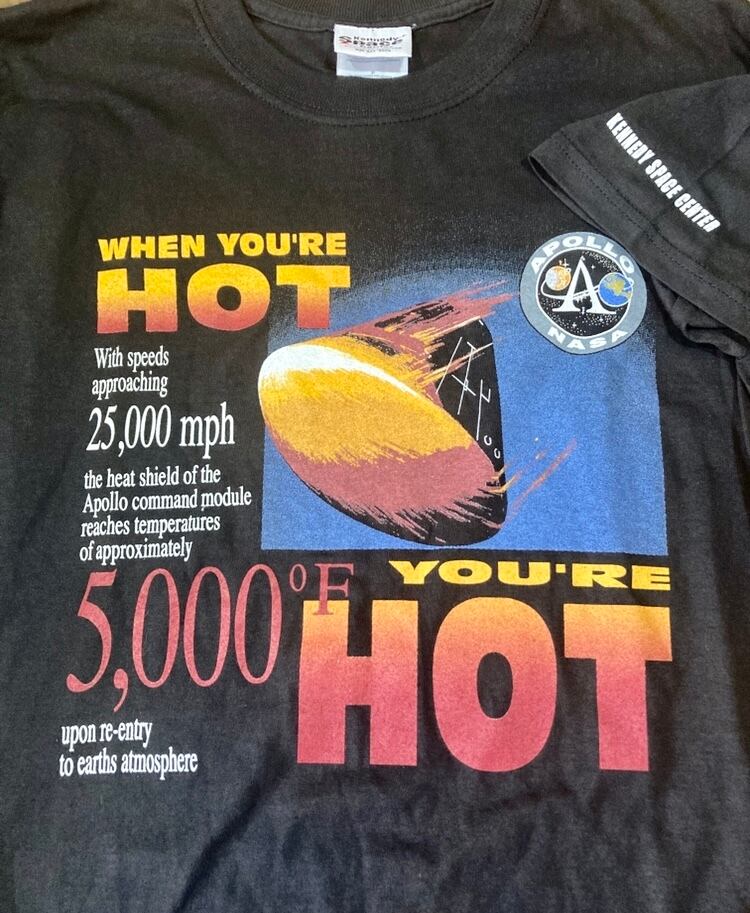 Kennedy
Space
KENNEDY SPACE CENTER
WHEN YOU'RE
HOT
APOLLO
A
NASA
With speeds
approaching
25,000 mph
the heat shield of the
Apollo command module
reaches temperatures
of approximately
5,000°F
upon re-entry
to earths atmosphere
YOU'RE
HOT